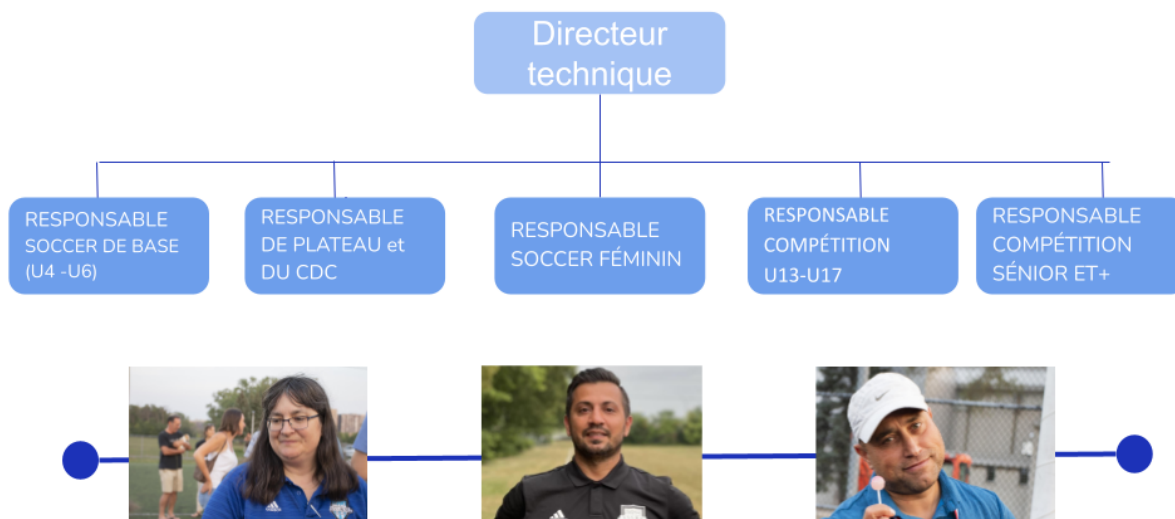 Directeur
technique
RESPONSABLE
SOCCER DE BASE
(U4 -U6)
RESPONSABLE
DE PLATEAU et
DU CDC
RESPONSABLE
SOCCER FÉMININ
RESPONSABLE
COMPÉTITION
U13-U17
RESPONSABLE
COMPÉTITION
SÉNIOR ET+